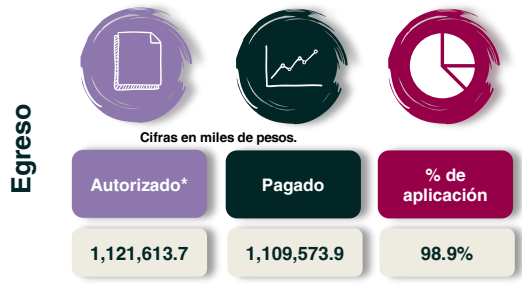 Egreso
Cifras en miles de pesos.
Autorizado*
Pagado
% de
aplicación
1,121,613.7
1,109,573.9
98.9%